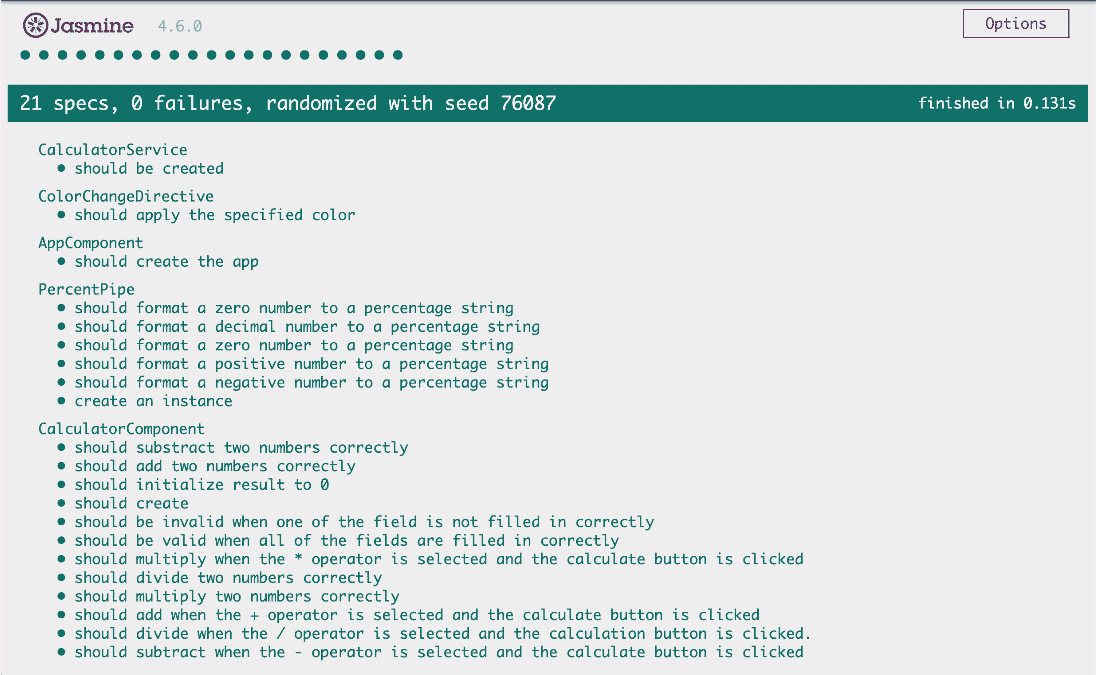 Jasmine 4.6.0 Options
21 specs, 0 failures, randomized with seed 76087 finished in 0.131s
CalculatorService
• should be created
ColorChangeDirective
• should apply the specified color
AppComponent
• should create the app
PercentPipe
• should format a zero number to a percentage string
• should format a decimal number to a percentage string
• should format a zero number to a percentage string
• should format a positive number to a percentage string
• should format a negative number to a percentage string
• create an instance
CalculatorComponent
• should substract two numbers correctly
• should add two numbers correctly
• should initialize result to 0
• should create
• should be invalid when one of the field is not filled in correctly
• should be valid when all of the fields are filled in correctly
• should multiply when the * operator is selected and the calculate button is clicked
• should divide two numbers correctly
• should multiply two numbers correctly
• should add when the + operator is selected and the calculate button is clicked
• should divide when the / operator is selected and the calculation button is clicked.
• should subtract when the - operator is selected and the calculate button is clicked